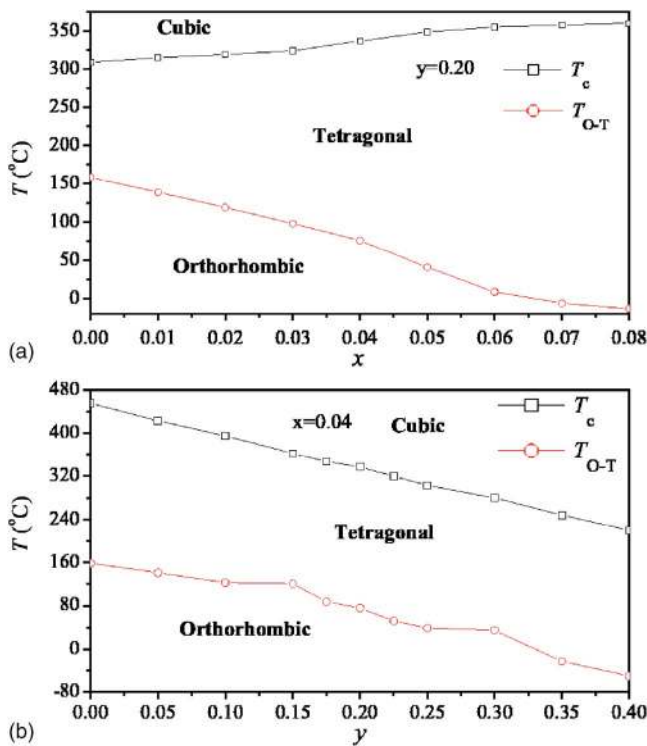 350
300
250
200
150
100
50
0
T (°C)
Cubic
y=0.20
T_c
T_O-T
Tetragonal
Orthorhombic
0.00 0.01 0.02 0.03 0.04 0.05 0.06 0.07 0.08
(a)
x
480
400
320
240
160
80
0
-80
T (°C)
x=0.04 Cubic
T_c
T_O-T
Tetragonal
Orthorhombic
0.00 0.05 0.10 0.15 0.20 0.25 0.30 0.35 0.40
(b)
y